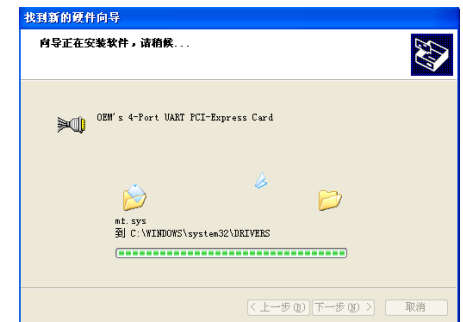 找到新的硬件向导
向导正在安装软件，请稍候...
OEM's 4-Port UART PCI-Express Card
mt.sys
到 C:\WINDOWS\system32\DRIVERS
< 上一步(B) 下一步(N) > 取消